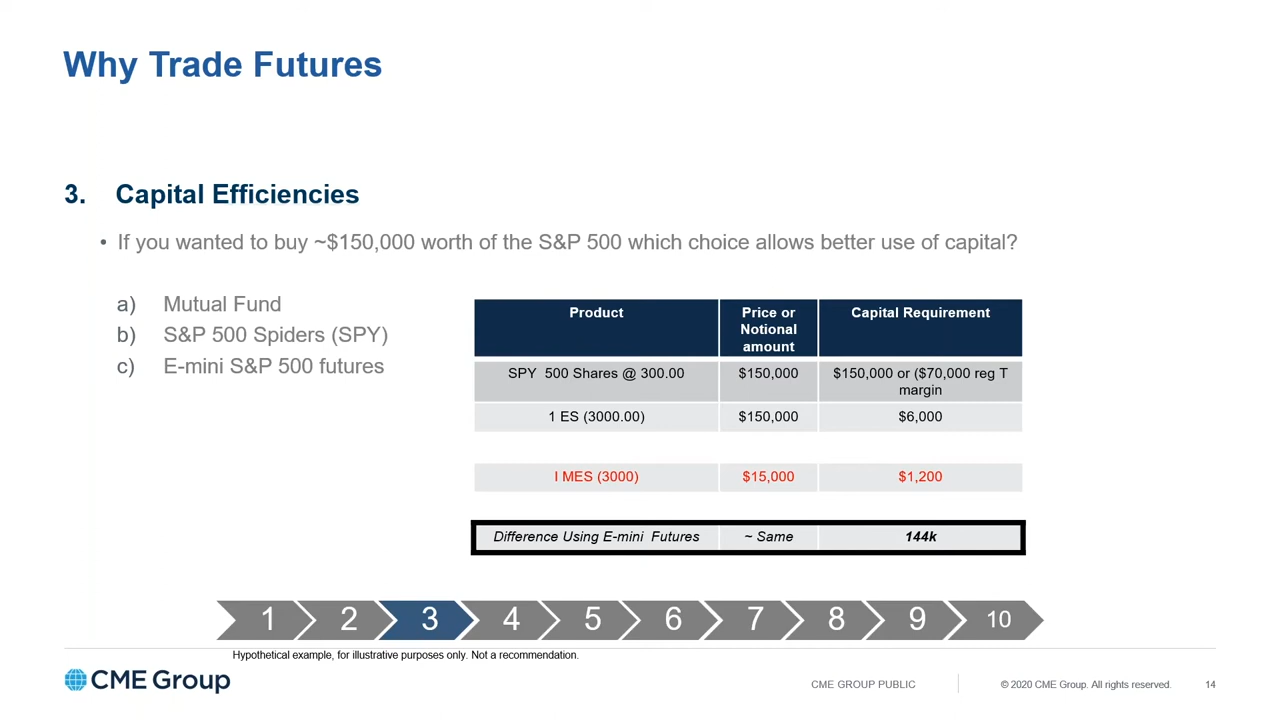 Why Trade Futures
3. Capital Efficiencies
• If you wanted to buy ~$150,000 worth of the S&P 500 which choice allows better use of capital?
a) Mutual Fund
b) S&P 500 Spiders (SPY)
c) E-mini S&P 500 futures
Product
Price or
Notional
amount
Capital Requirement
SPY 500 Shares @ 300.00
$150,000
$150,000 or ($70,000 reg T
margin
1 ES (3000.00)
$150,000
$6,000
I MES (3000)
$15,000
$1,200
Difference Using E-mini Futures
~ Same
144k
1 2 3 4 5 6 7 8 9 10
Hypothetical example, for illustrative purposes only. Not a recommendation.
CME Group
CME GROUP PUBLIC
© 2020 CME Group. All rights reserved.
14